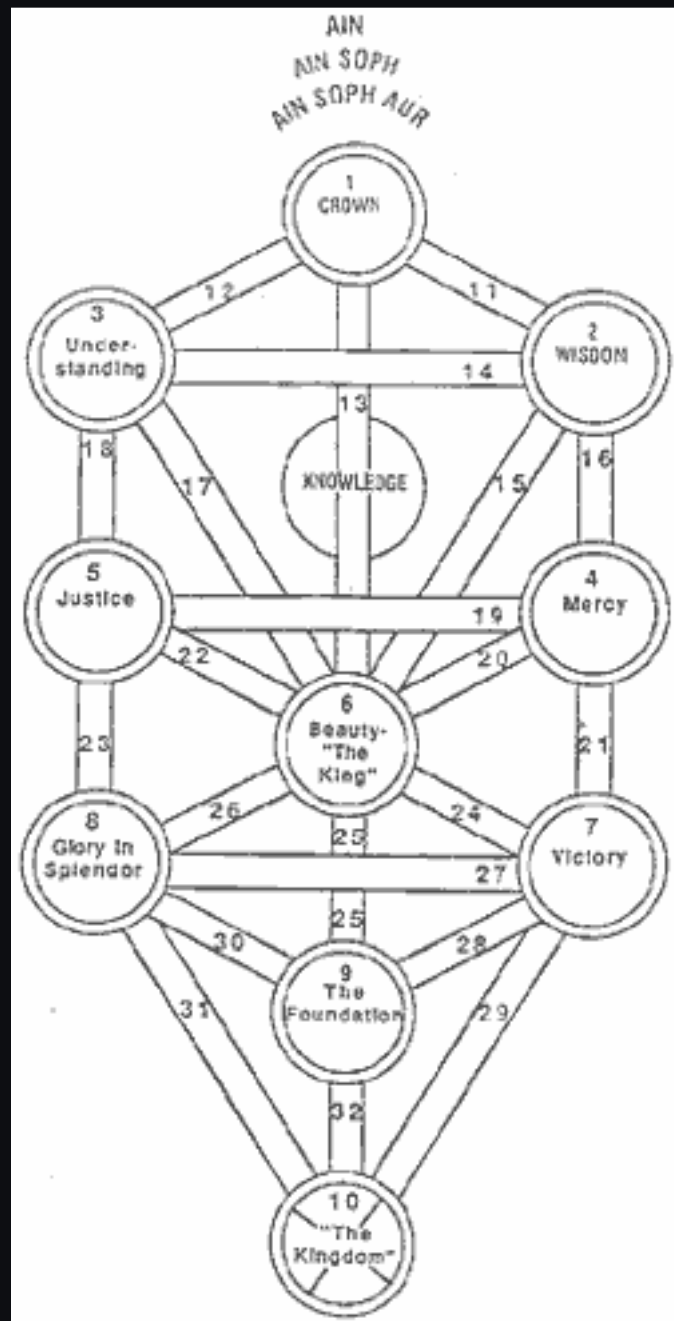 AIN
AIN SOPH
AIN SOPH AUR
1
CROWN
12
11
3
Under-
standing
2
WISDOM
14
13
18
17
KNOWLEDGE
15
16
5
Justice
4
Mercy
19
22
20
6
Beauty-
"The
King"
23
21
26
24
25
8
Glory in
Splendor
7
Victory
27
25
30
28
9
The
Foundation
31
29
32
10
"The
Kingdom"